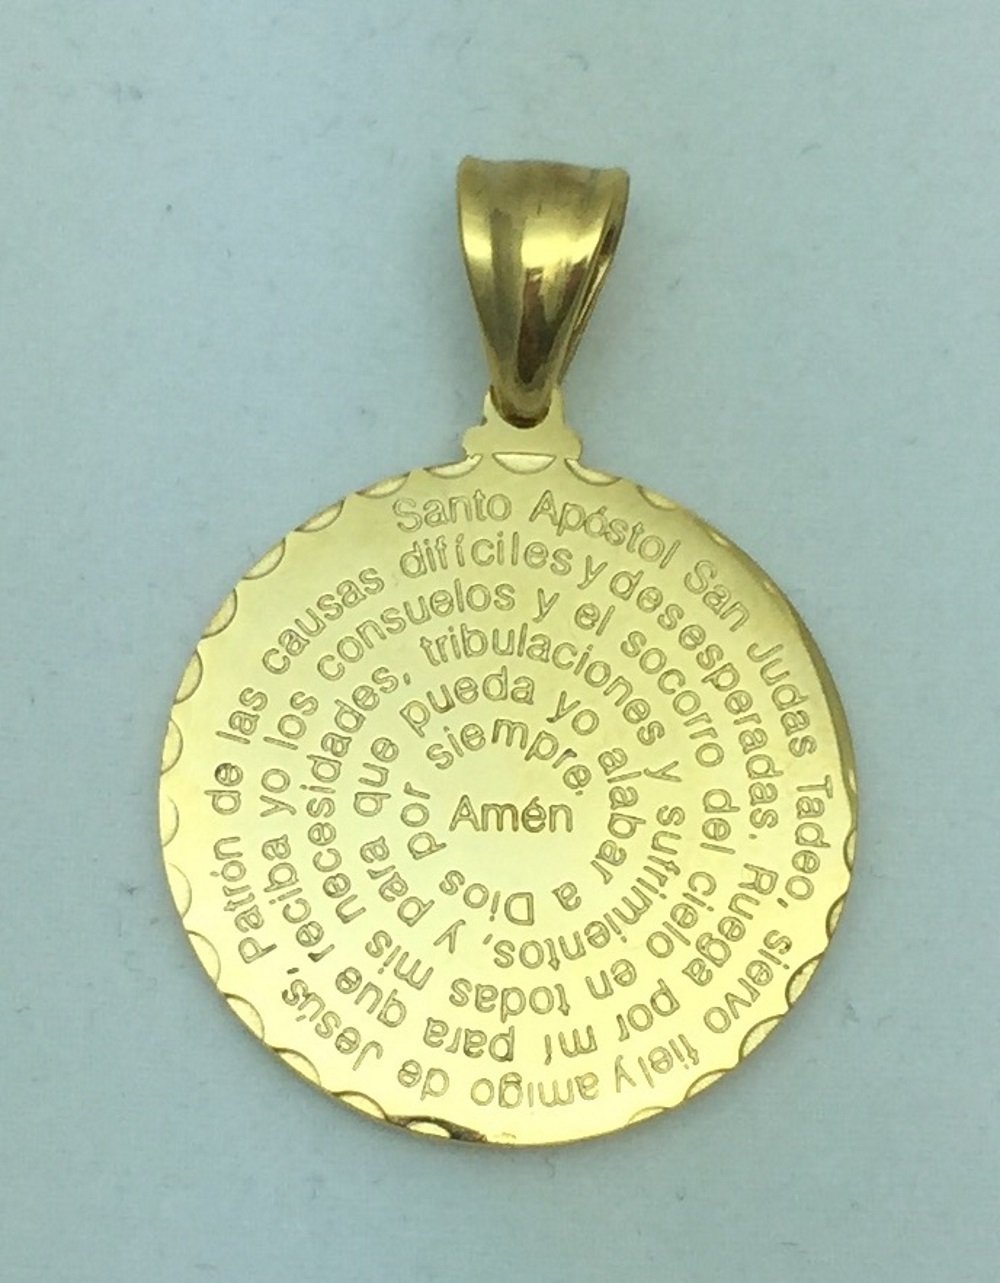 Santo Apóstol San Judas Tadeo, siervo fiel y amigo de Jesús, Patrón de las causas difíciles y desesperadas, Ruega por mí para que reciba yo los consuelos y el socorro del cielo en todas mis necesidades, tribulaciones y sufrimientos, y para que pueda yo alabar a Dios por siempre,
Amén